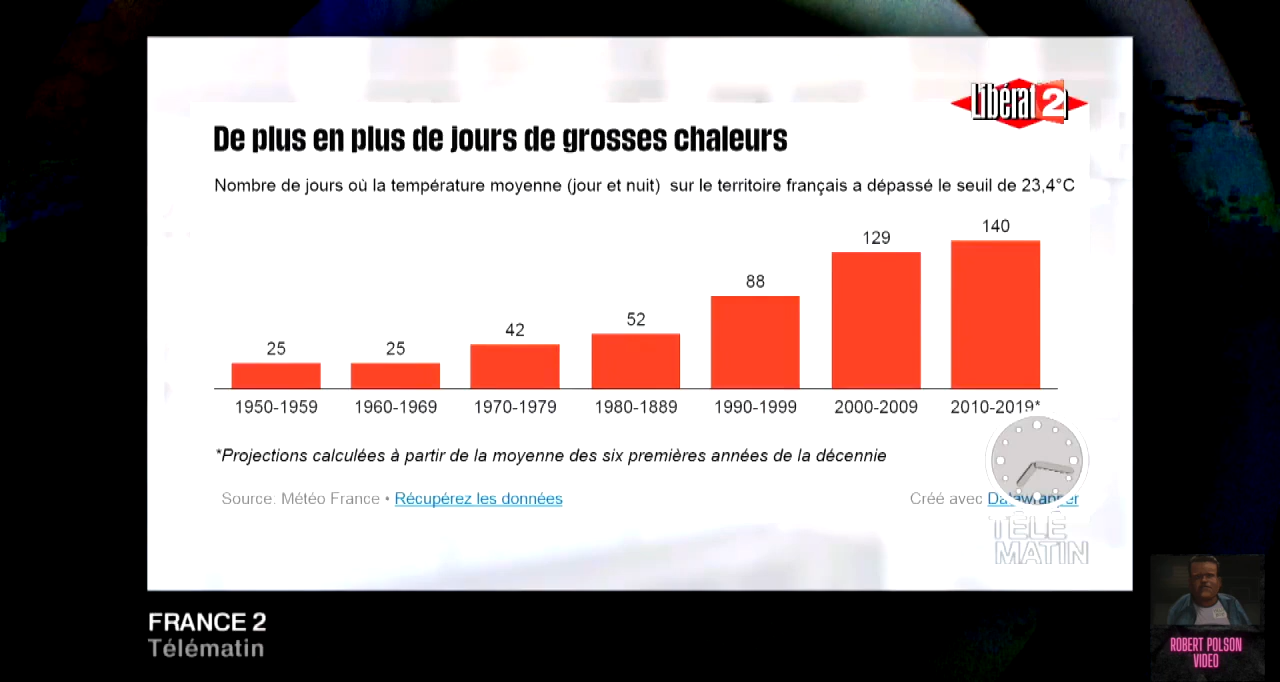 Libérat 2
De plus en plus de jours de grosses chaleurs
Nombre de jours où la température moyenne (jour et nuit) sur le territoire français a dépassé le seuil de 23,4°C
25 25 42 52 88 129 140
1950-1959 1960-1969 1970-1979 1980-1889 1990-1999 2000-2009 2010-2019*
*Projections calculées à partir de la moyenne des six premières années de la décennie
Source: Météo France • Récupérez les données
Créé avec Datawrapper
TÉLÉ
MATIN
FRANCE 2
Télématin
ROBERT POLSON
VIDEO